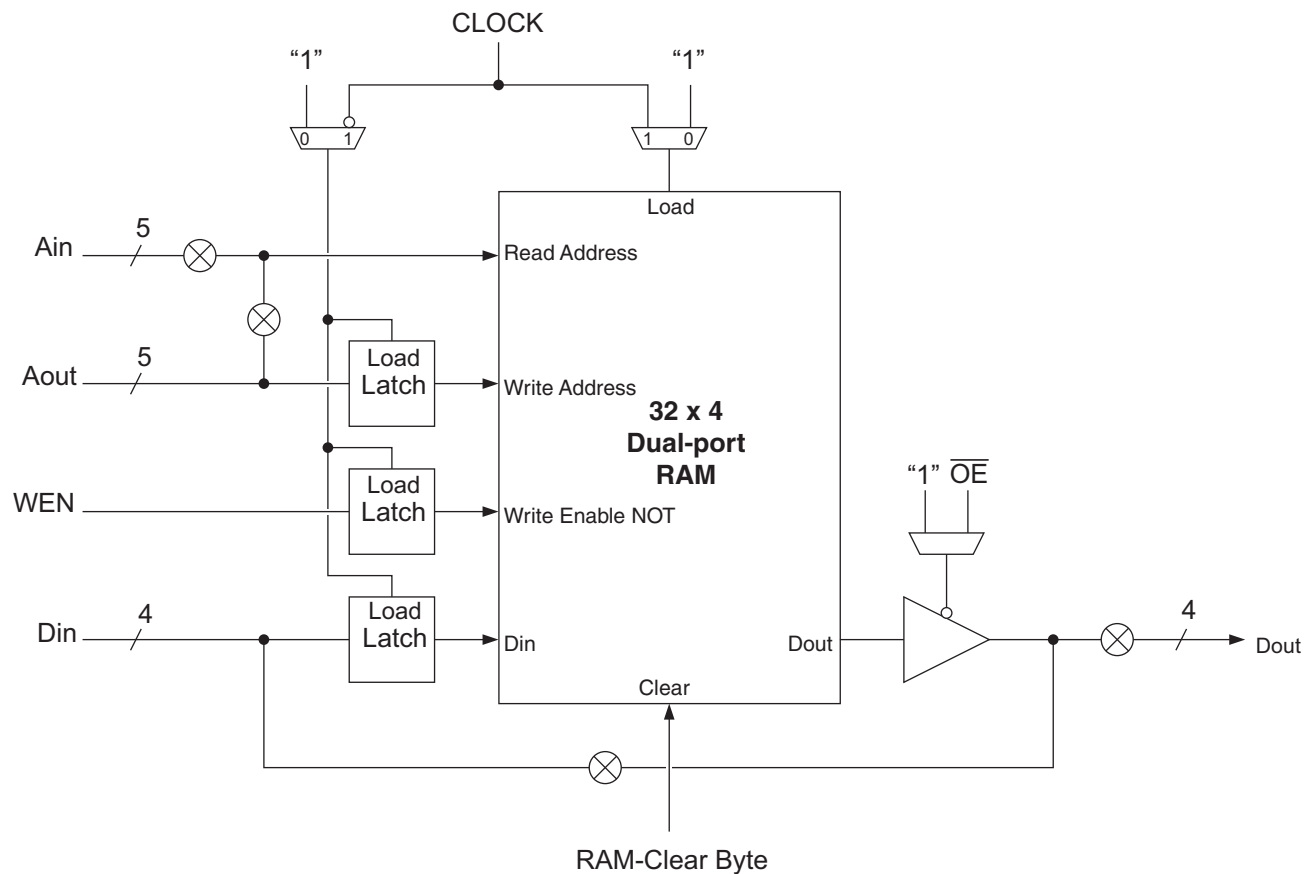 CLOCK
“1”
“1”
0 1
1 0
Load
Ain
5
Read Address
Aout
5
Load
Latch
Write Address
32 x 4
Dual-port
RAM
WEN
Load
Latch
Write Enable NOT
“1” OE
Din
4
Load
Latch
Din
Dout
4
Dout
Clear
RAM-Clear Byte